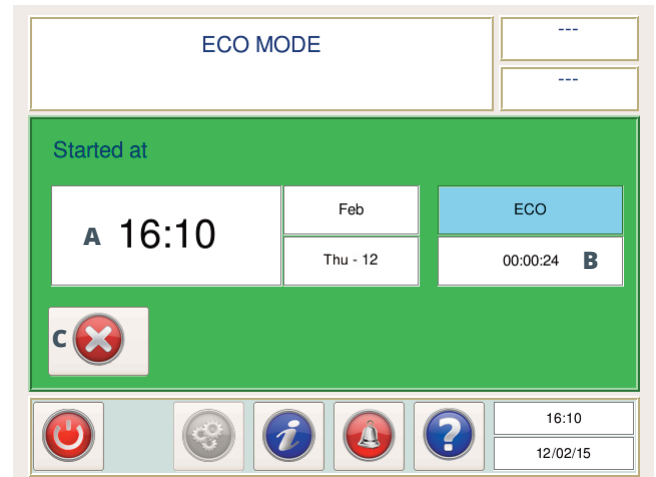 ECO MODE
---
---
Started at
A 16:10
Feb
Thu - 12
ECO
00:00:24 B
C
16:10
12/02/15